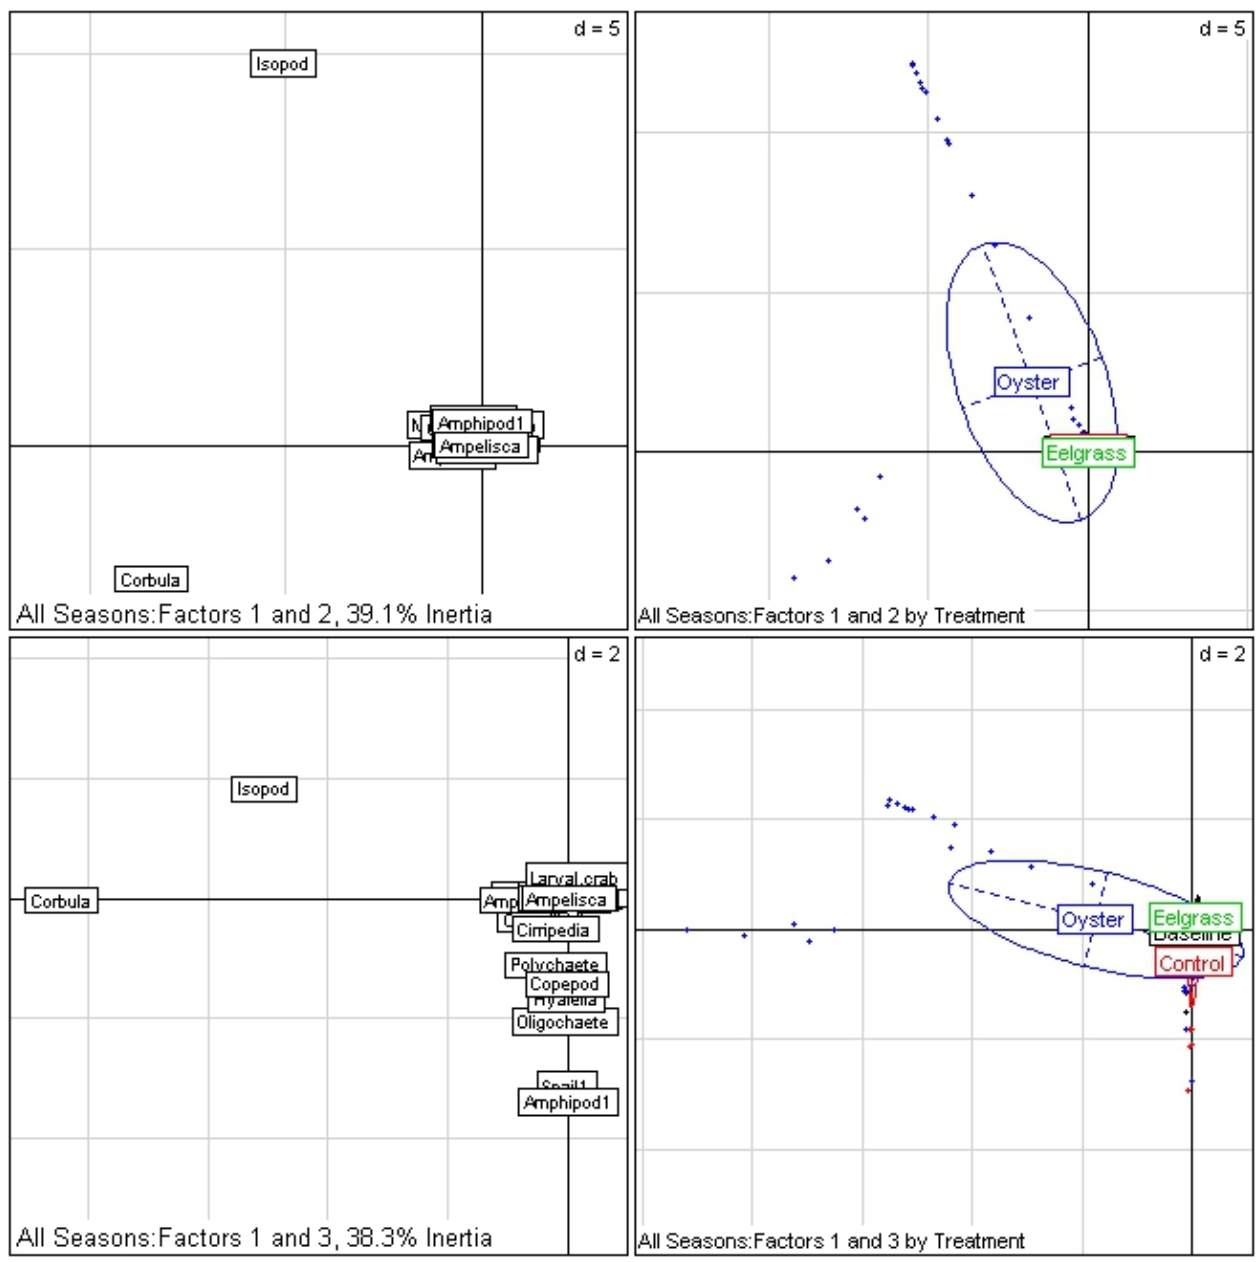 d = 5
Isopod
Amphipod1
Ampelisca
Corbula
All Seasons:Factors 1 and 2, 39.1% Inertia
d = 5
Oyster
Eelgrass
All Seasons:Factors 1 and 2 by Treatment
d = 2
Isopod
Larval.crab
Corbula
Ampelisca
Cirripedia
Polychaete
Copepod
Hyalella
Oligochaete
Snail1
Amphipod1
All Seasons:Factors 1 and 3, 38.3% Inertia
d = 2
Oyster
Eelgrass
Baseline
Control
All Seasons:Factors 1 and 3 by Treatment